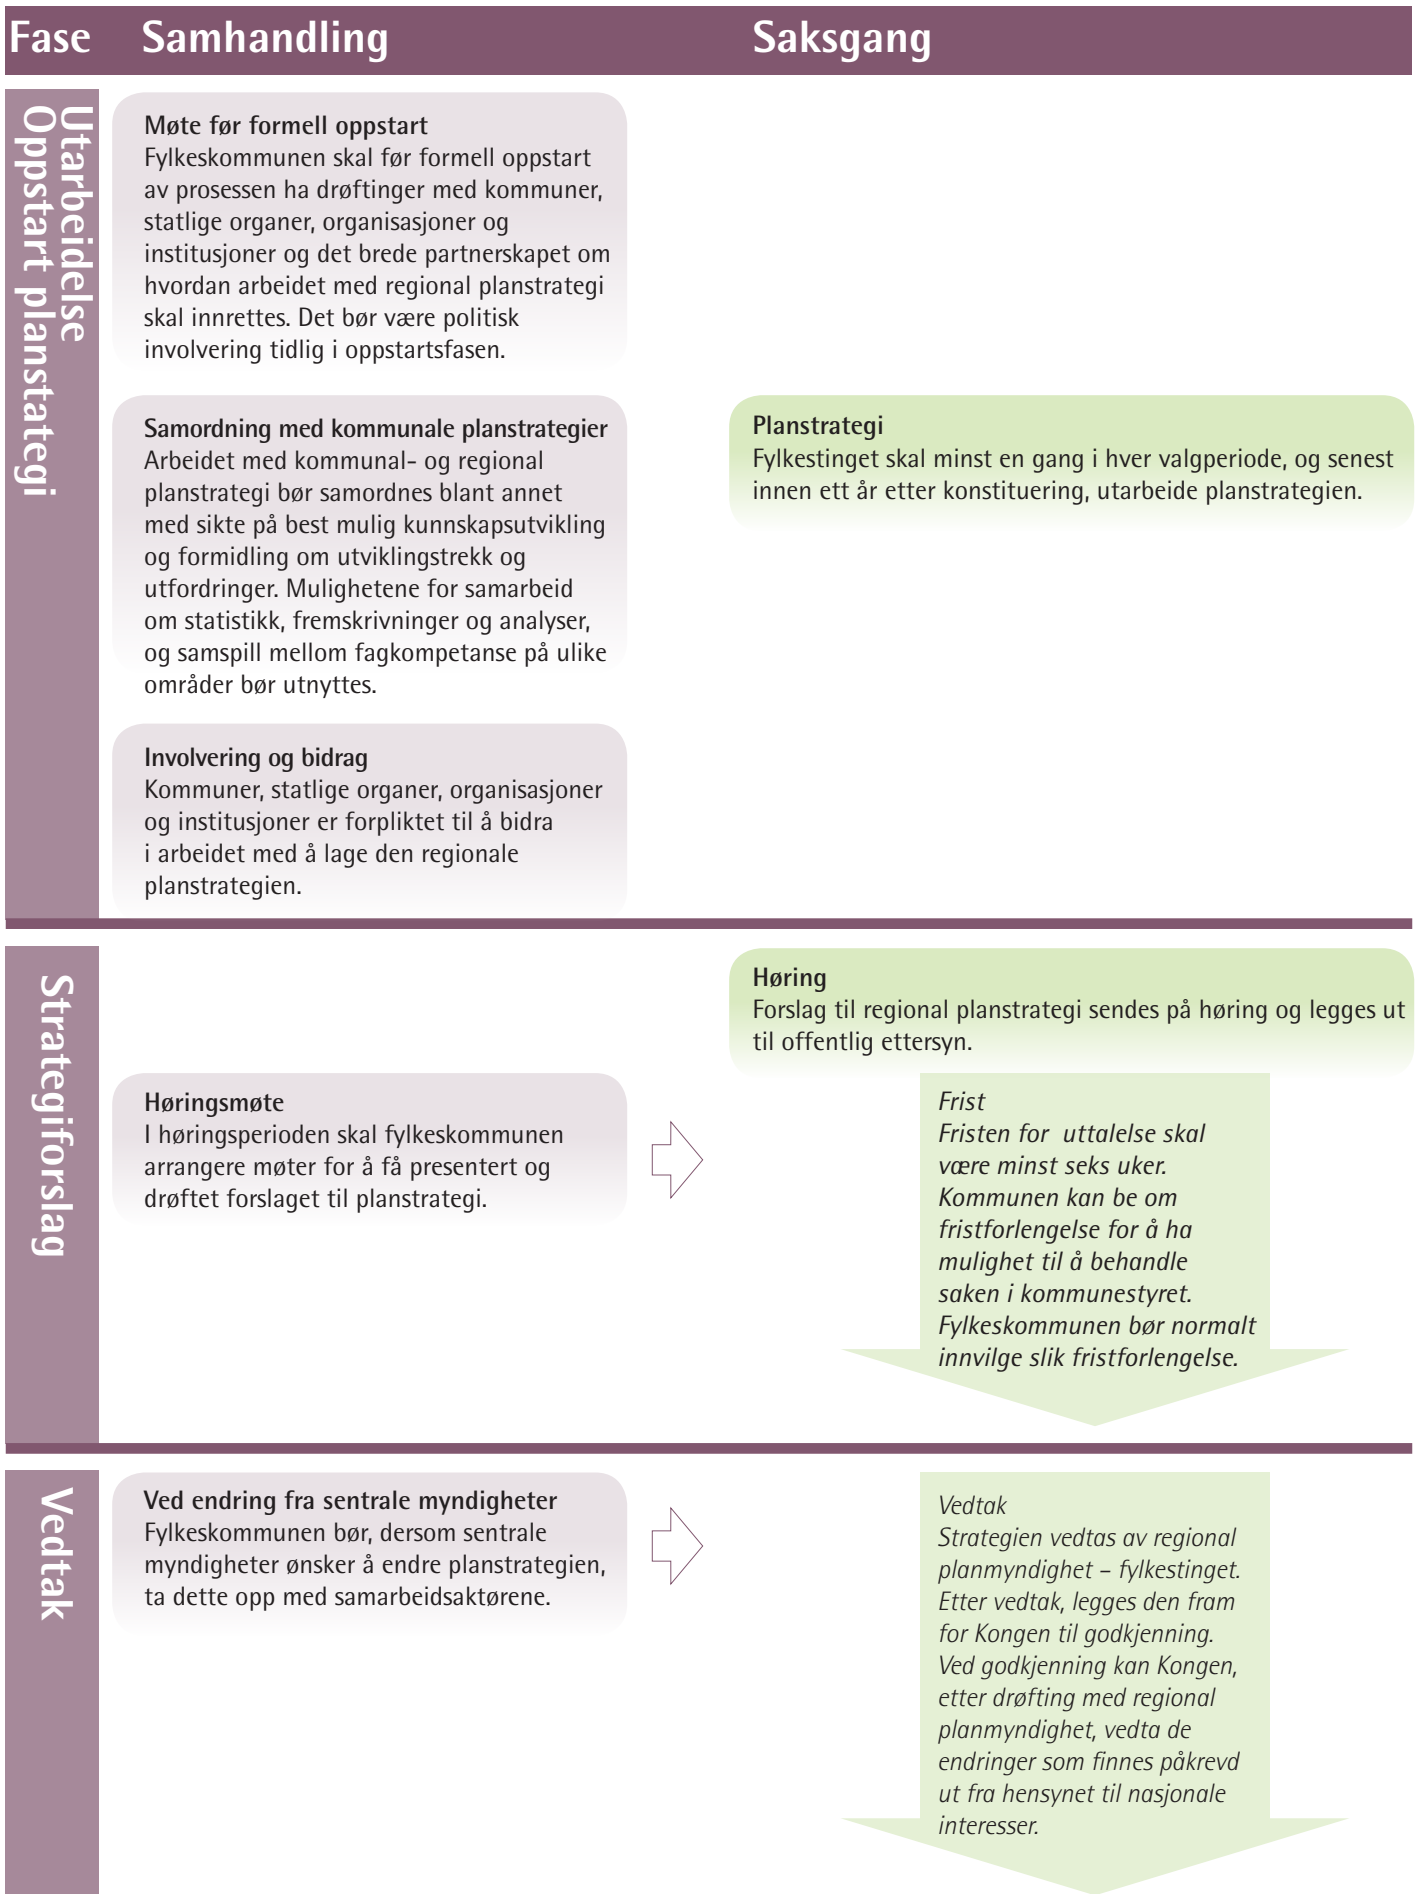 Fase Samhandling Saksgang
Utarbeidelse
Oppstart planstategi
Møte før formell oppstart
Fylkeskommunen skal før formell oppstart
av prosessen ha drøftinger med kommuner,
statlige organer, organisasjoner og
institusjoner og det brede partnerskapet om
hvordan arbeidet med regional planstrategi
skal innrettes. Det bør være politisk
involvering tidlig i oppstartsfasen.
Samordning med kommunale planstrategier
Arbeidet med kommunal- og regional
planstrategi bør samordnes blant annet
med sikte på best mulig kunnskapsutvikling
og formidling om utviklingstrekk og
utfordringer. Mulighetene for samarbeid
om statistikk, fremskrivninger og analyser,
og samspill mellom fagkompetanse på ulike
områder bør utnyttes.
Planstrategi
Fylkestinget skal minst en gang i hver valgperiode, og senest
innen ett år etter konstituering, utarbeide planstrategien.
Involvering og bidrag
Kommuner, statlige organer, organisasjoner
og institusjoner er forpliktet til å bidra
i arbeidet med å lage den regionale
planstrategien.
Strategiforslag
Høring
Forslag til regional planstrategi sendes på høring og legges ut
til offentlig ettersyn.
Høringsmøte
I høringsperioden skal fylkeskommunen
arrangere møter for å få presentert og
drøftet forslaget til planstrategi.
Frist
Fristen for uttalelse skal
være minst seks uker.
Kommunen kan be om
fristforlengelse for å ha
mulighet til å behandle
saken i kommunestyret.
Fylkeskommunen bør normalt
innvilge slik fristforlengelse.
Vedtak
Ved endring fra sentrale myndigheter
Fylkeskommunen bør, dersom sentrale
myndigheter ønsker å endre planstrategien,
ta dette opp med samarbeidsaktørene.
Vedtak
Strategien vedtas av regional
planmyndighet – fylkestinget.
Etter vedtak, legges den fram
for Kongen til godkjenning.
Ved godkjenning kan Kongen,
etter drøfting med regional
planmyndighet, vedta de
endringer som finnes påkrevd
ut fra hensynet til nasjonale
interesser.